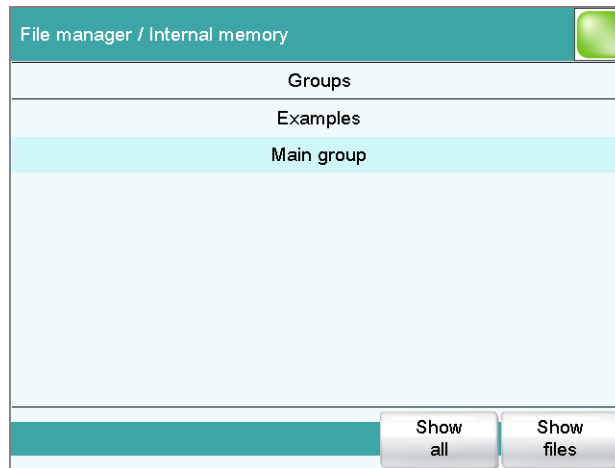 File manager / Internal memory
Groups
Examples
Main group
Show
all
Show
files